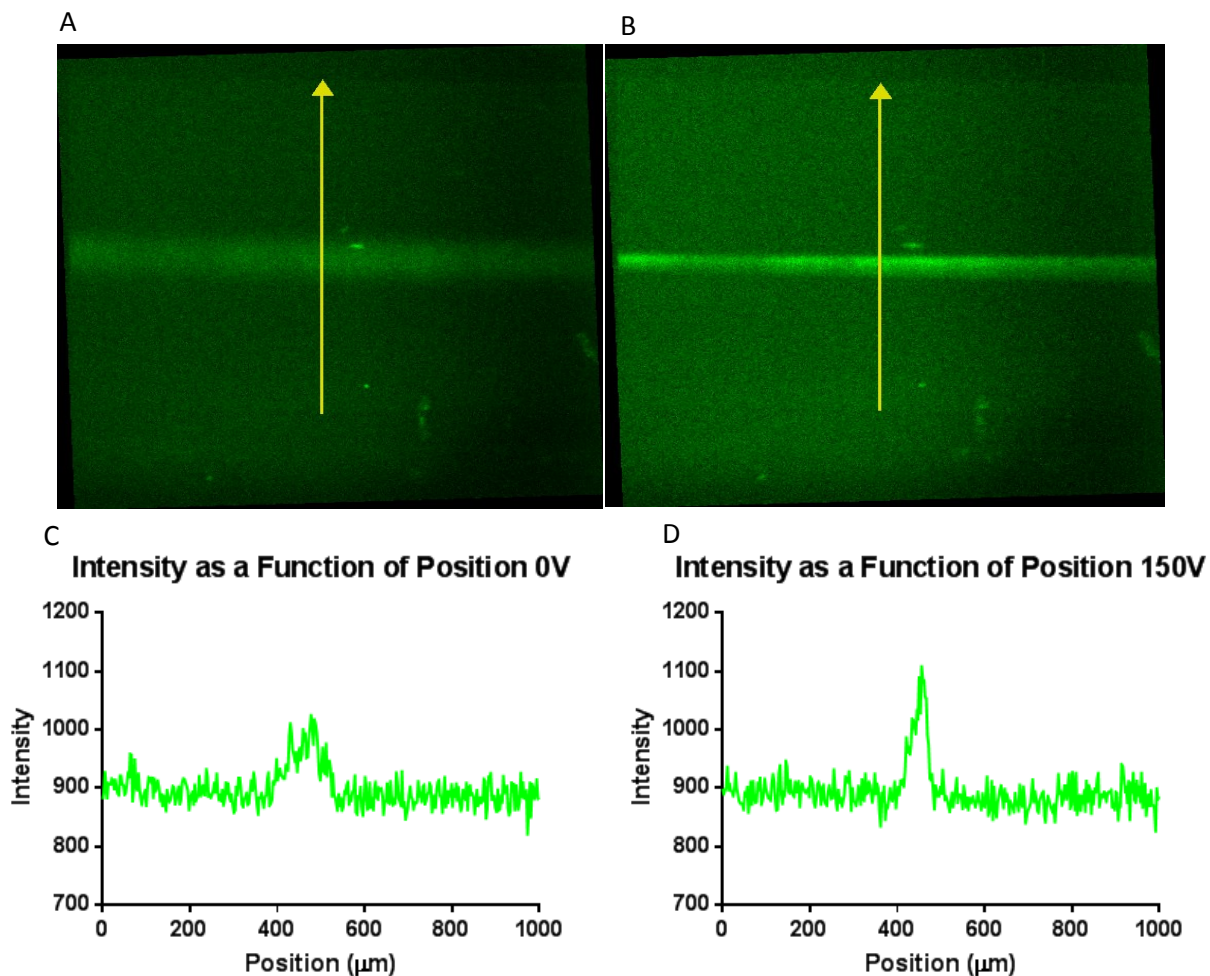 A
B
C
Intensity as a Function of Position 0V
1200
1100
1000
900
800
700
Intensity
0
200
400
600
800
1000
Position (μm)
D
Intensity as a Function of Position 150V
1200
1100
1000
900
800
700
Intensity
0
200
400
600
800
1000
Position (μm)